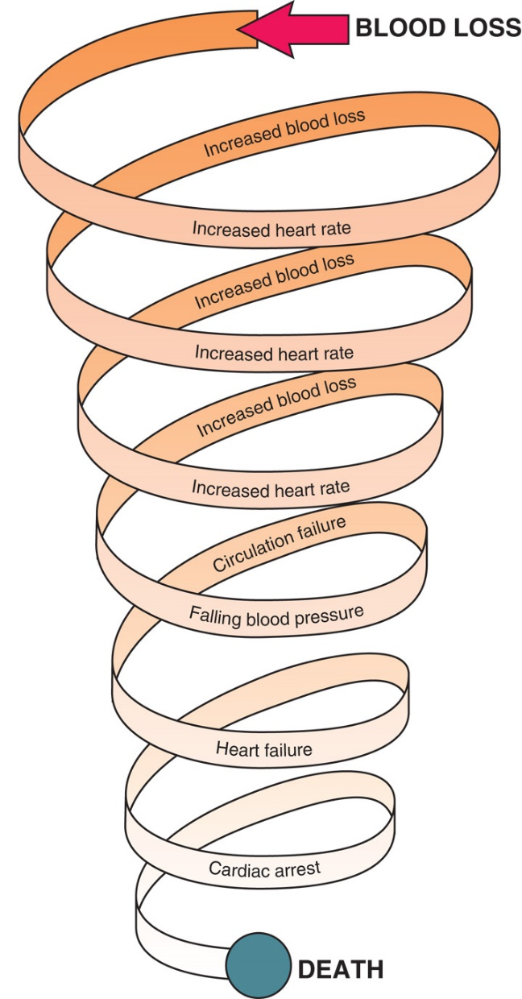 BLOOD LOSS
Increased blood loss
Increased heart rate
Increased blood loss
Increased heart rate
Increased blood loss
Increased heart rate
Circulation failure
Falling blood pressure
Heart failure
Cardiac arrest
DEATH